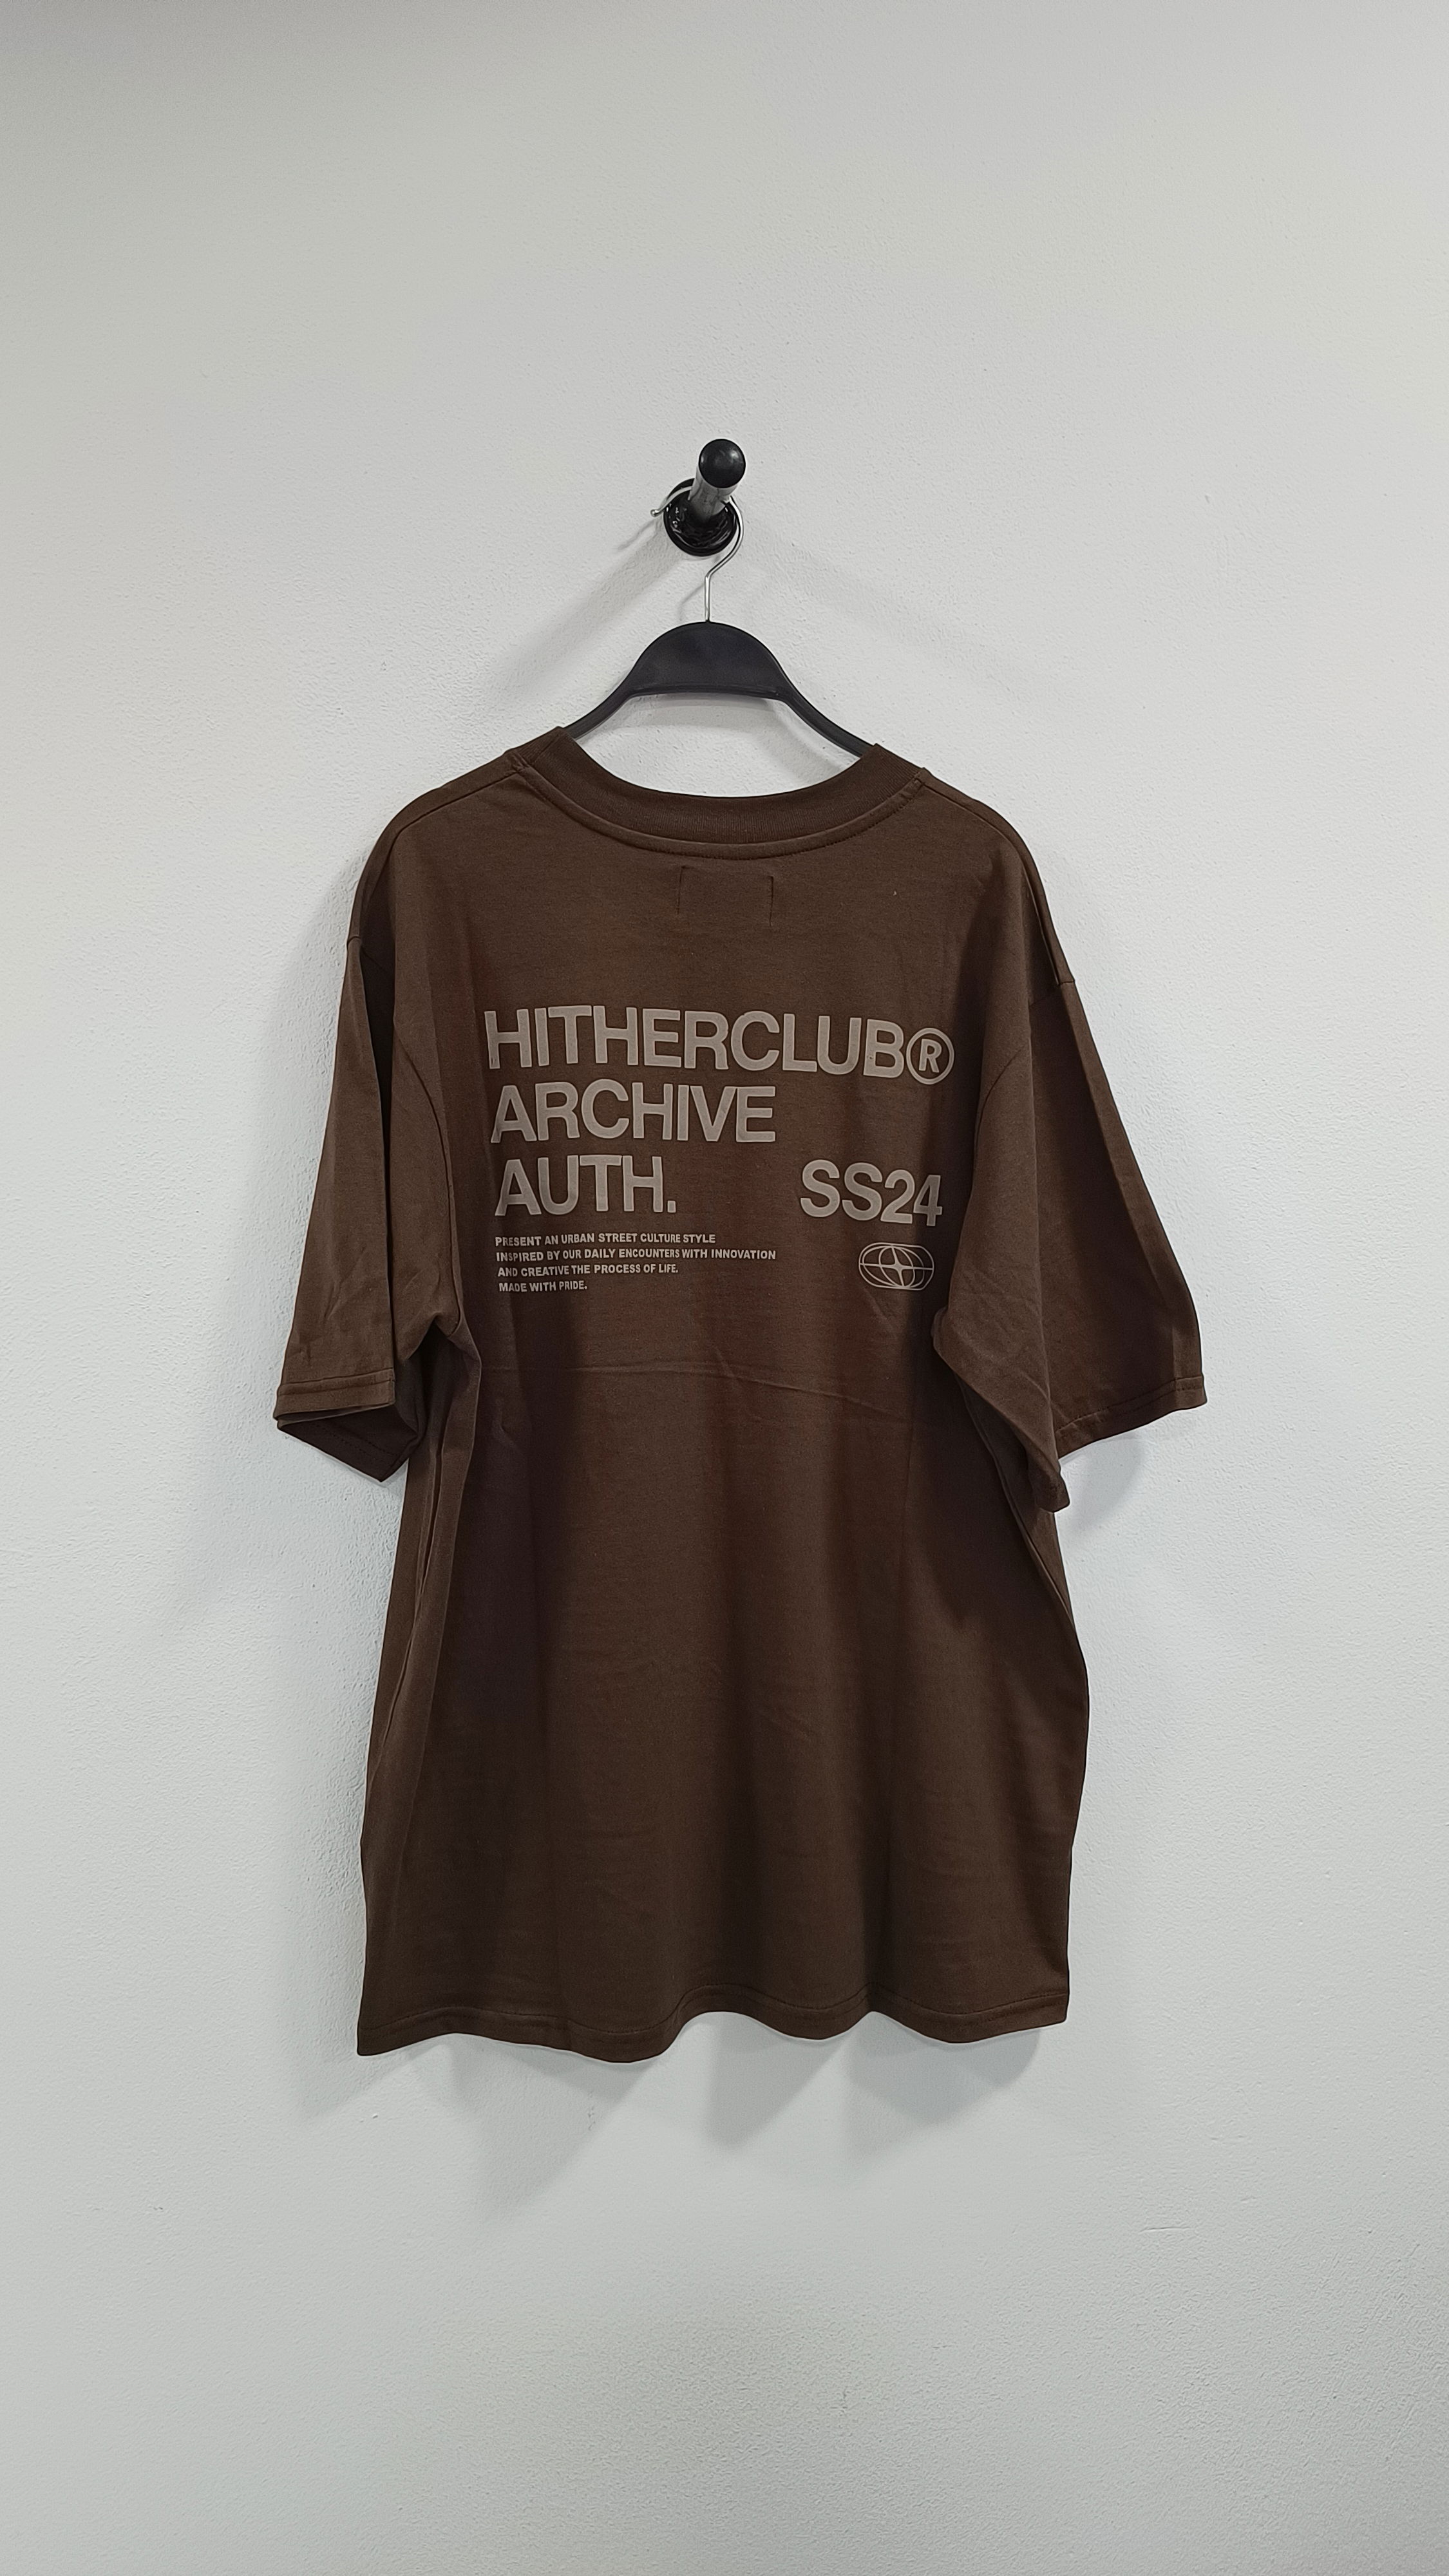 HITHERCLUB®
ARCHIVE
AUTH. SS24
PRESENT AN URBAN STREET CULTURE STYLE
INSPIRED BY OUR DAILY ENCOUNTERS WITH INNOVATION
AND CREATIVE THE PROCESS OF LIFE.
MADE WITH PRIDE.